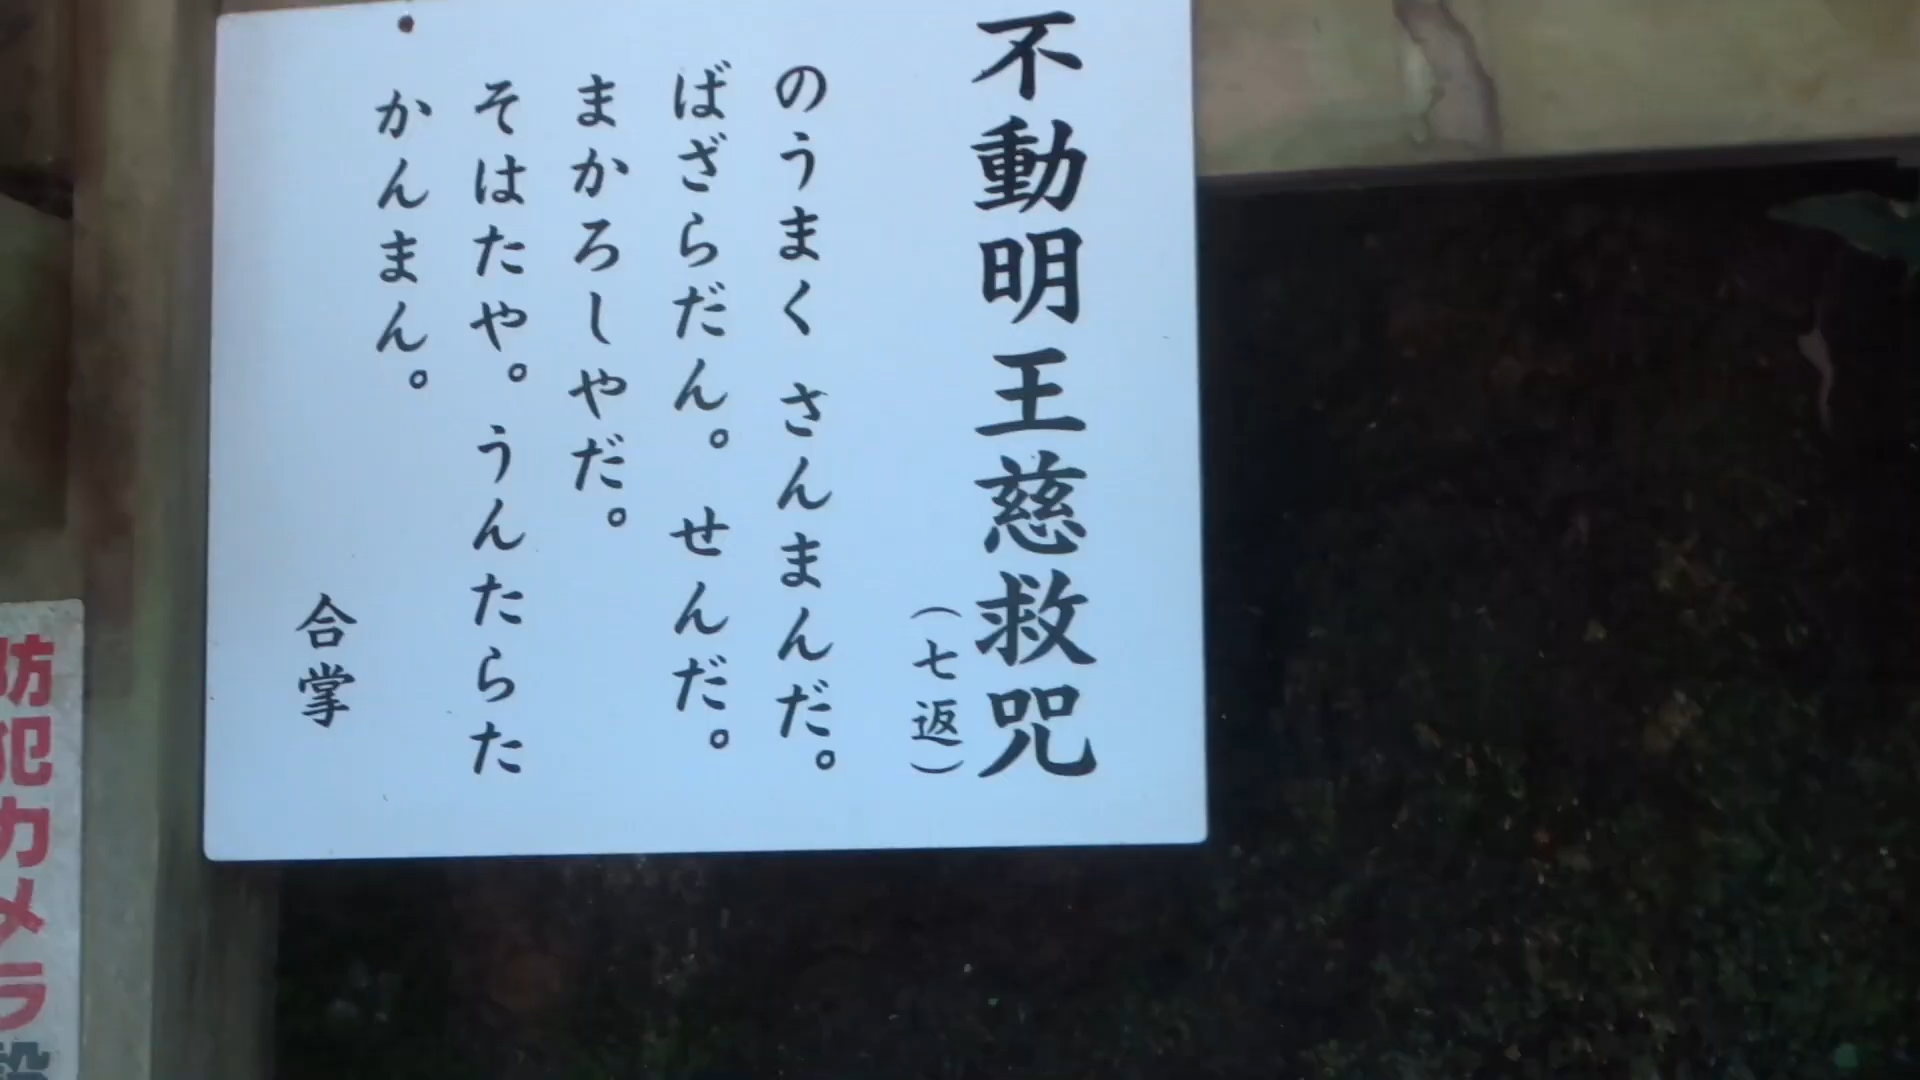 不動明王慈救咒
(七返)
のうまく さんまんだ。
ばざらだん。 せんだ。
まかろしやだ。
そはたや。うんたらた
かんまん。
合掌
防犯カメラ設